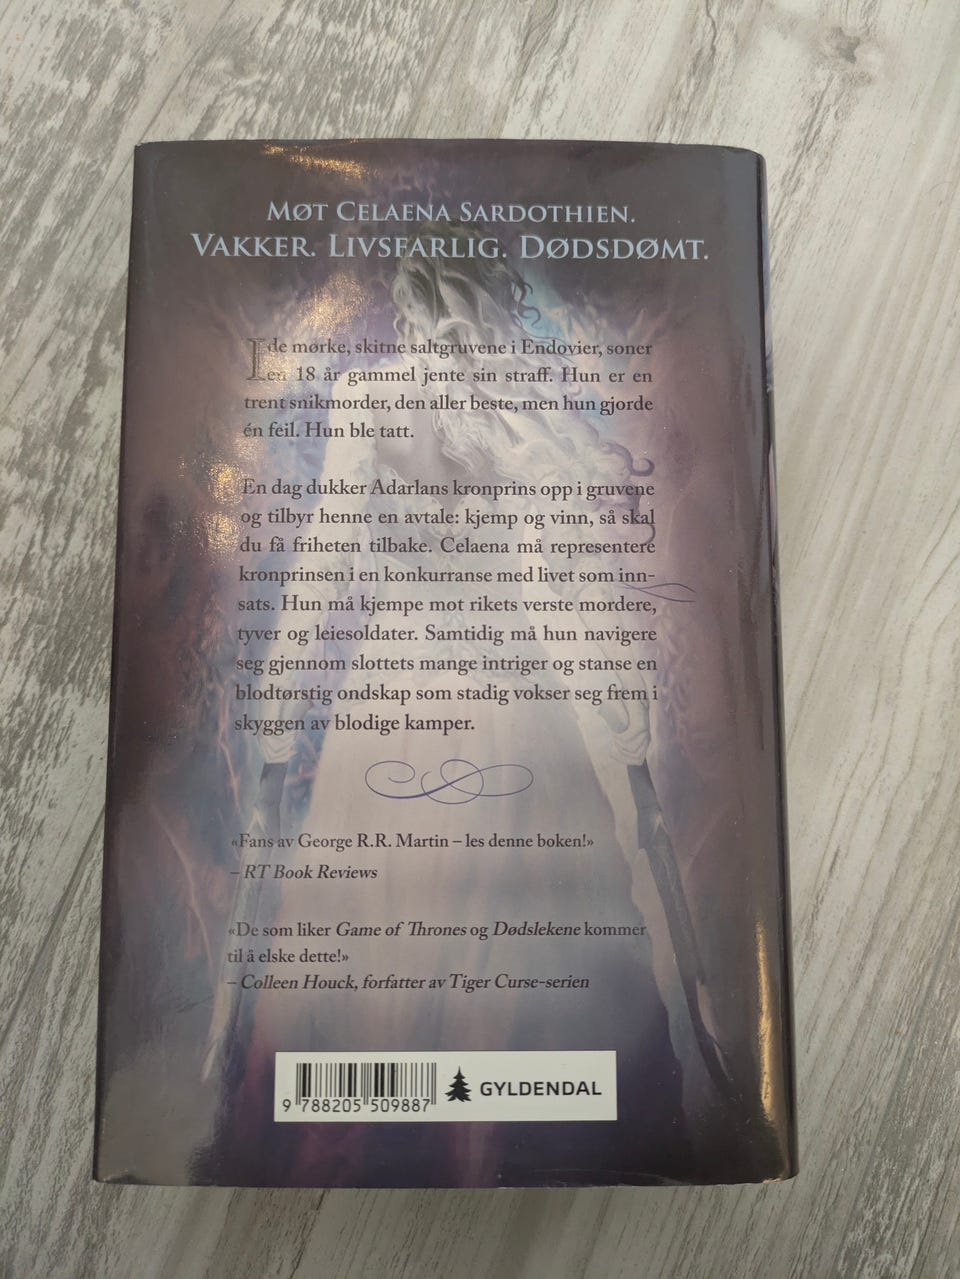 MØT CELAENA SARDOTHIEN.
VAKKER. LIVSFARLIG. DØDSDØMT.
I de mørke, skitne saltgruvene i Endovier, soner
en 18 år gammel jente sin straff. Hun er en
trent snikmorder, den aller beste, men hun gjorde
én feil. Hun ble tatt.
En dag dukker Adarlans kronprins opp i gruvene
og tilbyr henne en avtale: kjemp og vinn, så skal
du få friheten tilbake. Celaena må representere
kronprinsen i en konkurranse med livet som inn-
sats. Hun må kjempe mot rikets verste mordere,
tyver og leiesoldater. Samtidig må hun navigere
seg gjennom slottets mange intriger og stanse en
blodtørstig ondskap som stadig vokser seg frem i
skyggen av blodige kamper.
«Fans av George R.R. Martin – les denne boken!»
– RT Book Reviews
«De som liker Game of Thrones og Dødslekene kommer
til å elske dette!»
– Colleen Houck, forfatter av Tiger Curse-serien
9 788205 509887
GYLDENDAL